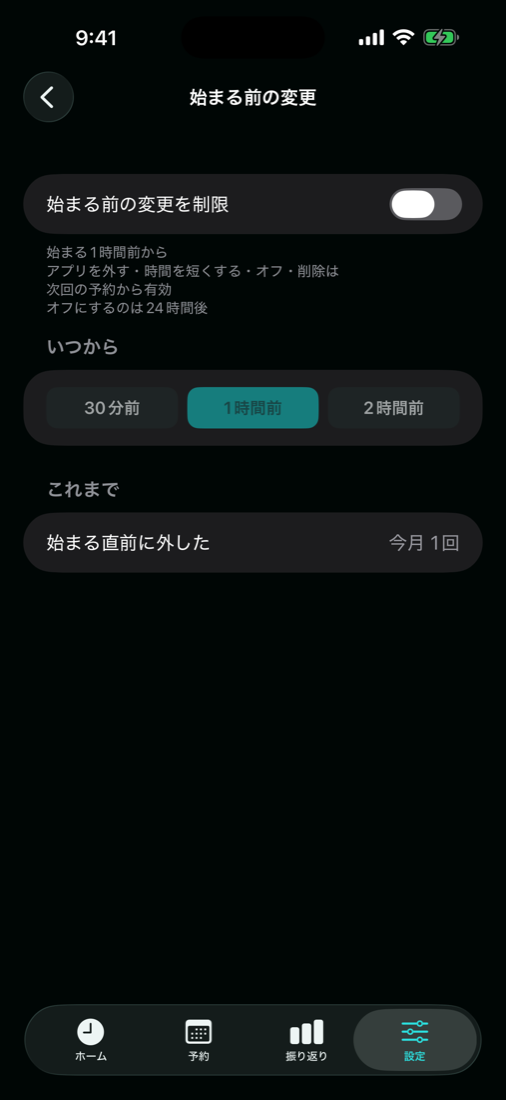 9:41
始まる前の変更
始まる前の変更を制限
始まる1時間前から
アプリを外す・時間を短くする・オフ・削除は
次回の予約から有効
オフにするのは24時間後
いつから
30分前
1時間前
2時間前
これまで
始まる直前に外した
今月 1回
ホーム
予約
振り返り
設定